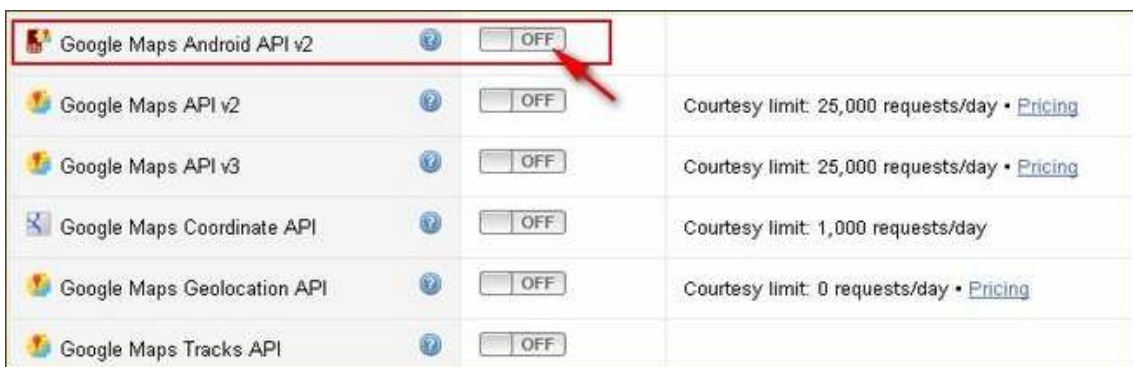 Google Maps Android API v2 OFF
Google Maps API v2 OFF Courtesy limit: 25,000 requests/day • Pricing
Google Maps API v3 OFF Courtesy limit: 25,000 requests/day • Pricing
Google Maps Coordinate API OFF Courtesy limit: 1,000 requests/day
Google Maps Geolocation API OFF Courtesy limit: 0 requests/day • Pricing
Google Maps Tracks API OFF